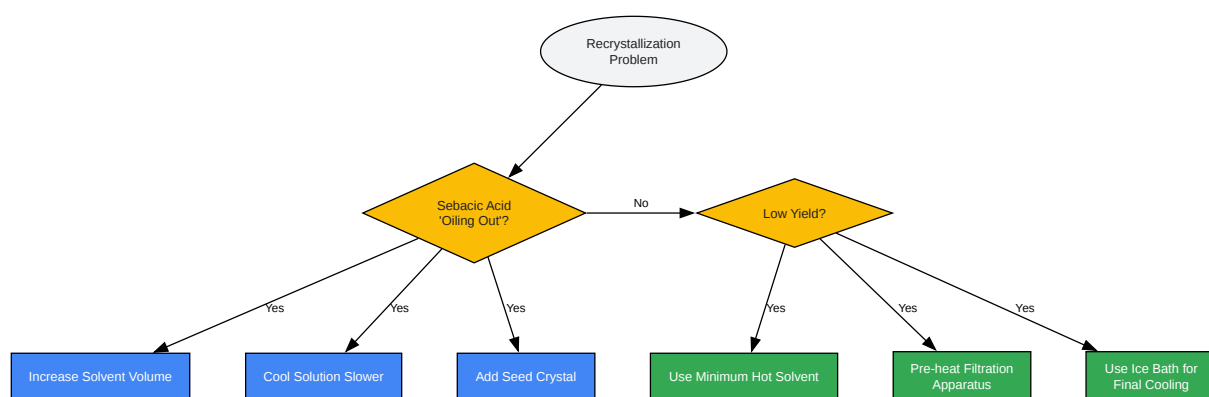 Recrystallization
Problem
Sebacic Acid
'Oiling Out'?
No
Low Yield?
Yes
Yes
Yes
Yes
Yes
Yes
Increase Solvent Volume
Cool Solution Slower
Add Seed Crystal
Use Minimum Hot Solvent
Pre-heat Filtration
Apparatus
Use Ice Bath for
Final Cooling